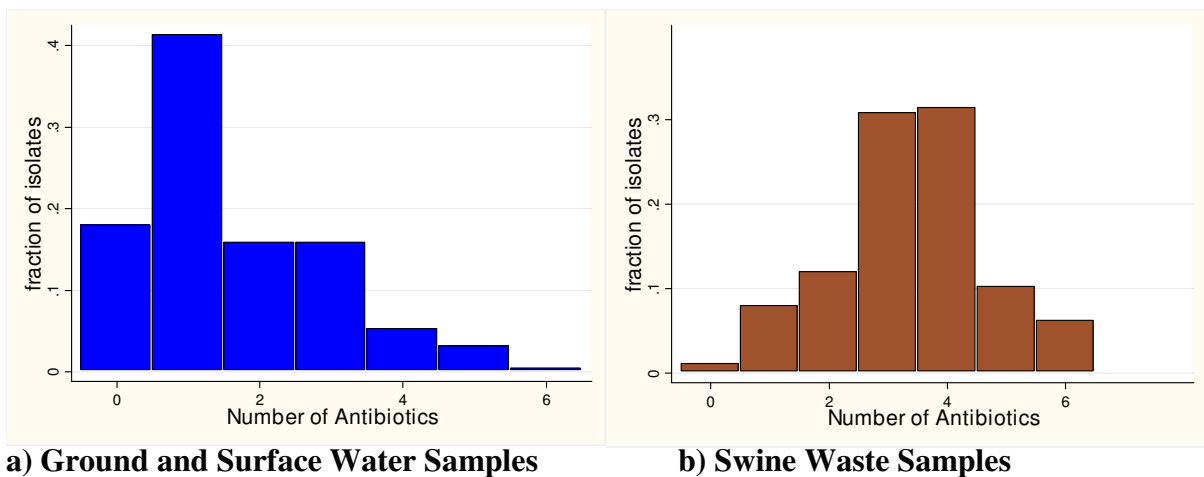 fraction of isolates
.4
.3
.2
.1
0
0 2 4 6
Number of Antibiotics
a) Ground and Surface Water Samples
fraction of isolates
.3
.2
.1
0
0 2 4 6
Number of Antibiotics
b) Swine Waste Samples